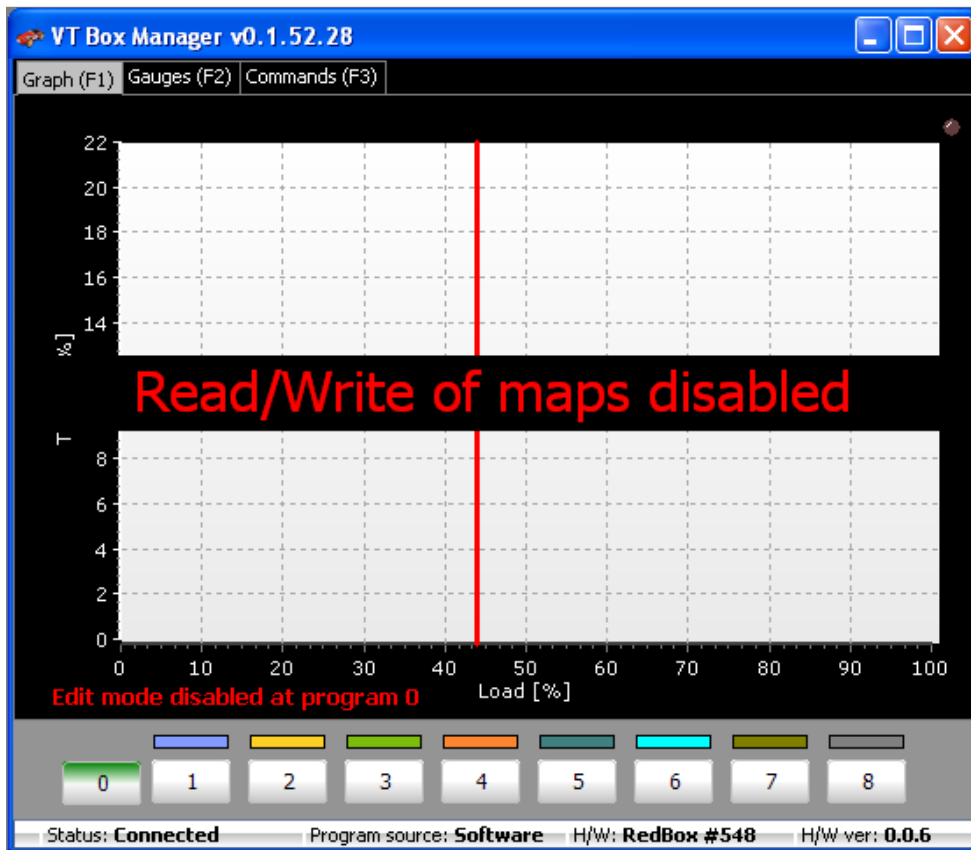 VT Box Manager v0.1.52.28
Graph (F1) Gauges (F2) Commands (F3)
22
20
18
16
14
%]
Read/Write of maps disabled
T
8
6
4
2
0
0 10 20 30 40 50 60 70 80 90 100
Load [%]
Edit mode disabled at program 0
0 1 2 3 4 5 6 7 8
Status: Connected Program source: Software H/W: RedBox #548 H/W ver: 0.0.6